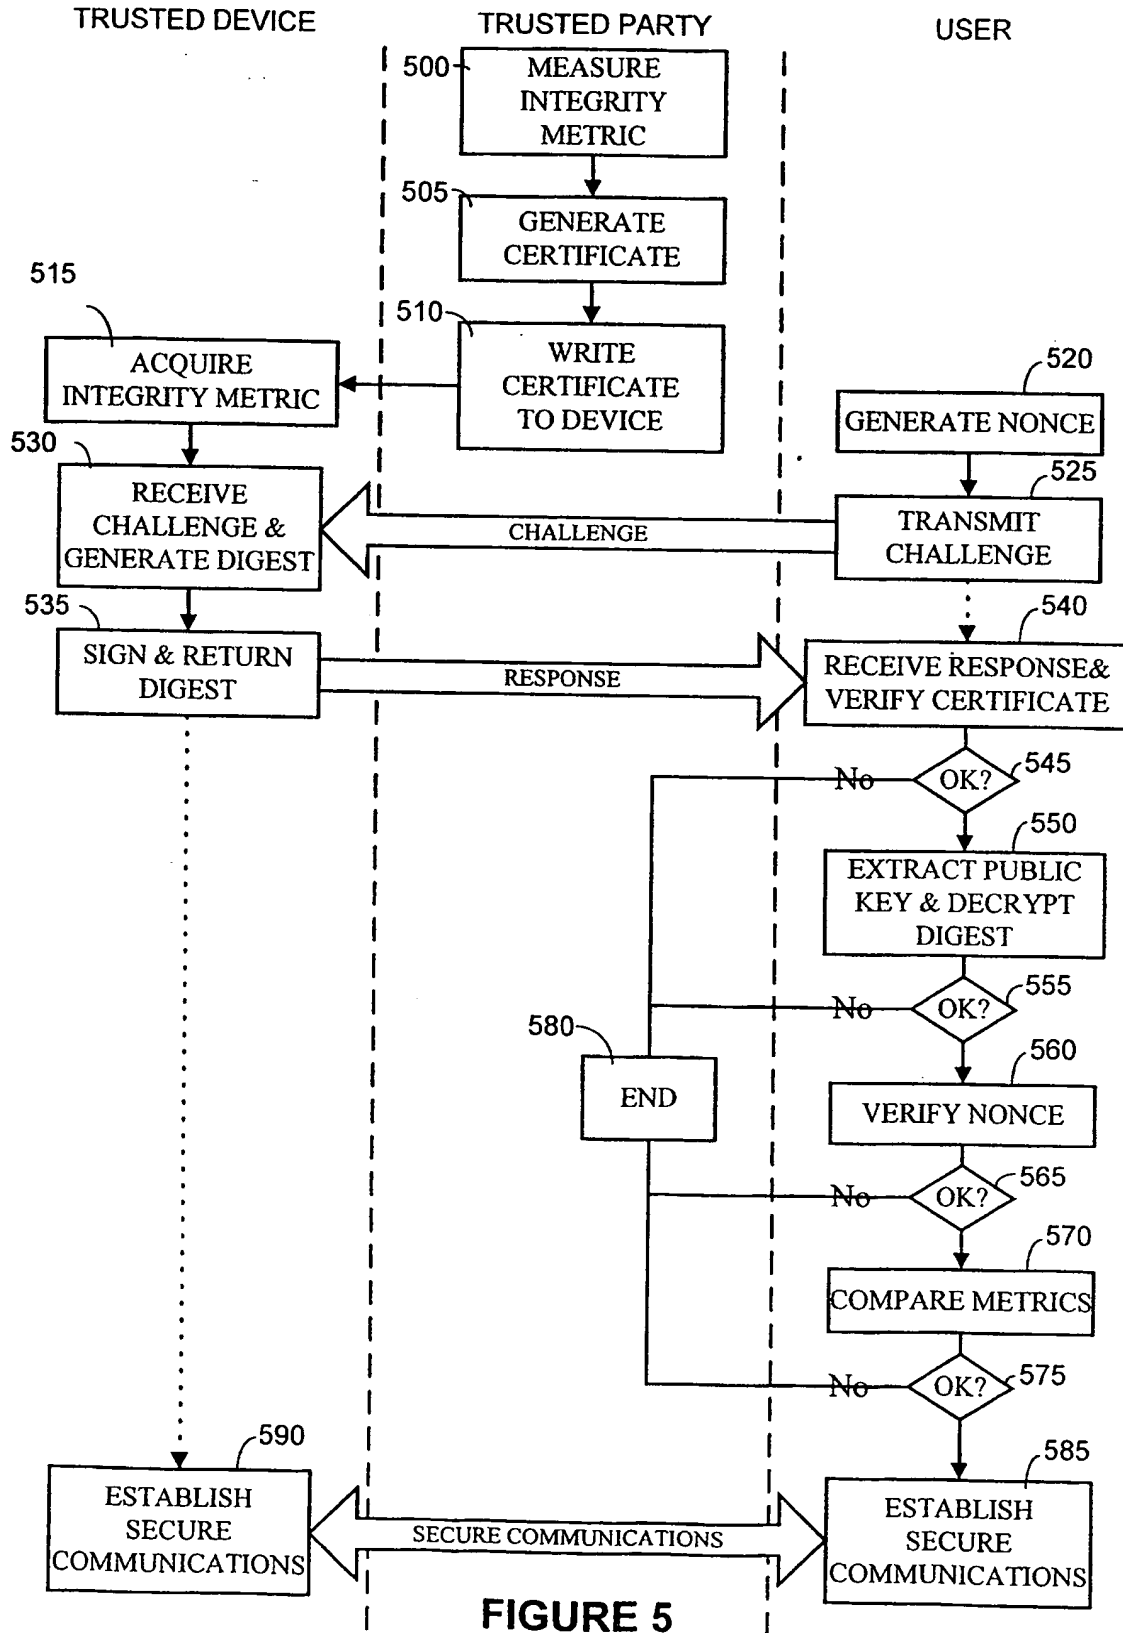 TRUSTED DEVICE
TRUSTED PARTY
USER
500
MEASURE
INTEGRITY
METRIC
505
GENERATE
CERTIFICATE
510
WRITE
CERTIFICATE
TO DEVICE
515
ACQUIRE
INTEGRITY METRIC
520
GENERATE NONCE
525
TRANSMIT
CHALLENGE
CHALLENGE
530
RECEIVE
CHALLENGE &
GENERATE DIGEST
535
SIGN & RETURN
DIGEST
RESPONSE
540
RECEIVE RESPONSE&
VERIFY CERTIFICATE
545
OK?
No
550
EXTRACT PUBLIC
KEY & DECRYPT
DIGEST
555
OK?
No
580
END
560
VERIFY NONCE
565
OK?
No
570
COMPARE METRICS
575
OK?
No
590
ESTABLISH
SECURE
COMMUNICATIONS
SECURE COMMUNICATIONS
585
ESTABLISH
SECURE
COMMUNICATIONS
FIGURE 5